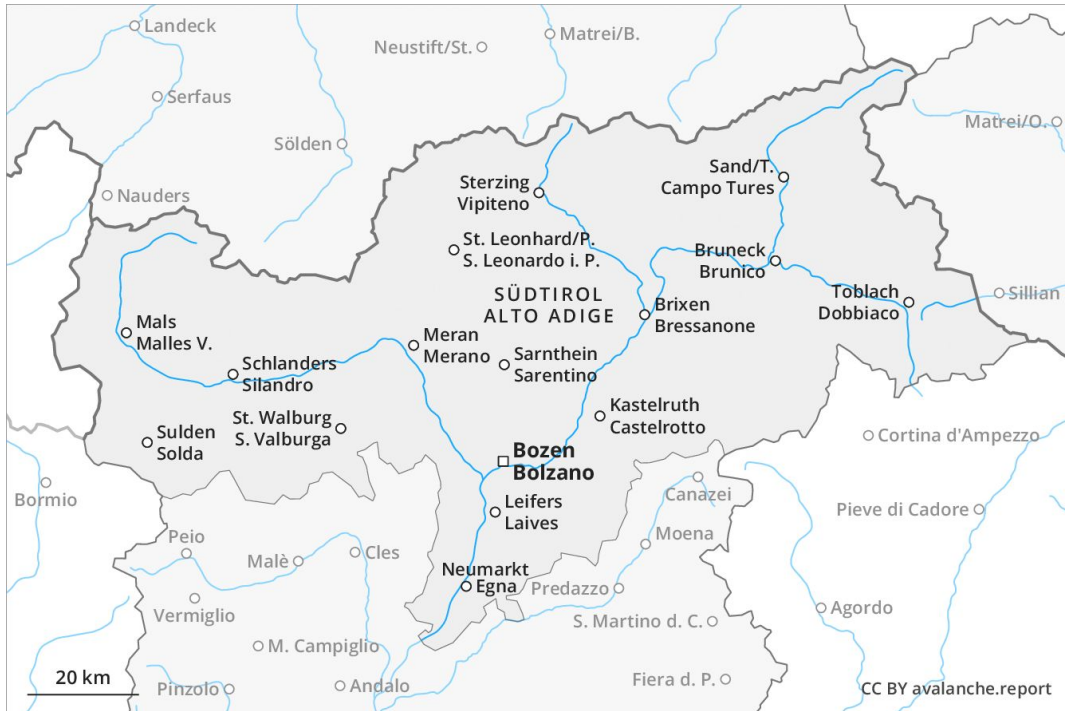 Landeck
Neustift/St.
Matrei/B.
Serfaus
Matrei/O.
Sölden
Nauders
Sterzing
Vipiteno
Sand/T.
Campo Tures
St. Leonhard/P.
S. Leonardo i. P.
Bruneck
Brunico
SÜDTIROL
ALTO ADIGE
Toblach
Dobbiaco
Sillian
Brixen
Bressanone
Mals
Malles V.
Meran
Merano
Schlanders
Silandro
Sarnthein
Sarentino
St. Walburg
S. Valburga
Kastelruth
Castelrotto
Sulden
Solda
Cortina d'Ampezzo
Bozen
Bolzano
Bormio
Canazei
Leifers
Laives
Pieve di Cadore
Peio
Malè
Cles
Moena
Neumarkt
Egna
Predazzo
Vermiglio
Agordo
S. Martino d. C.
M. Campiglio
20 km
Pinzolo
Andalo
Fiera d. P.
CC BY avalanche.report